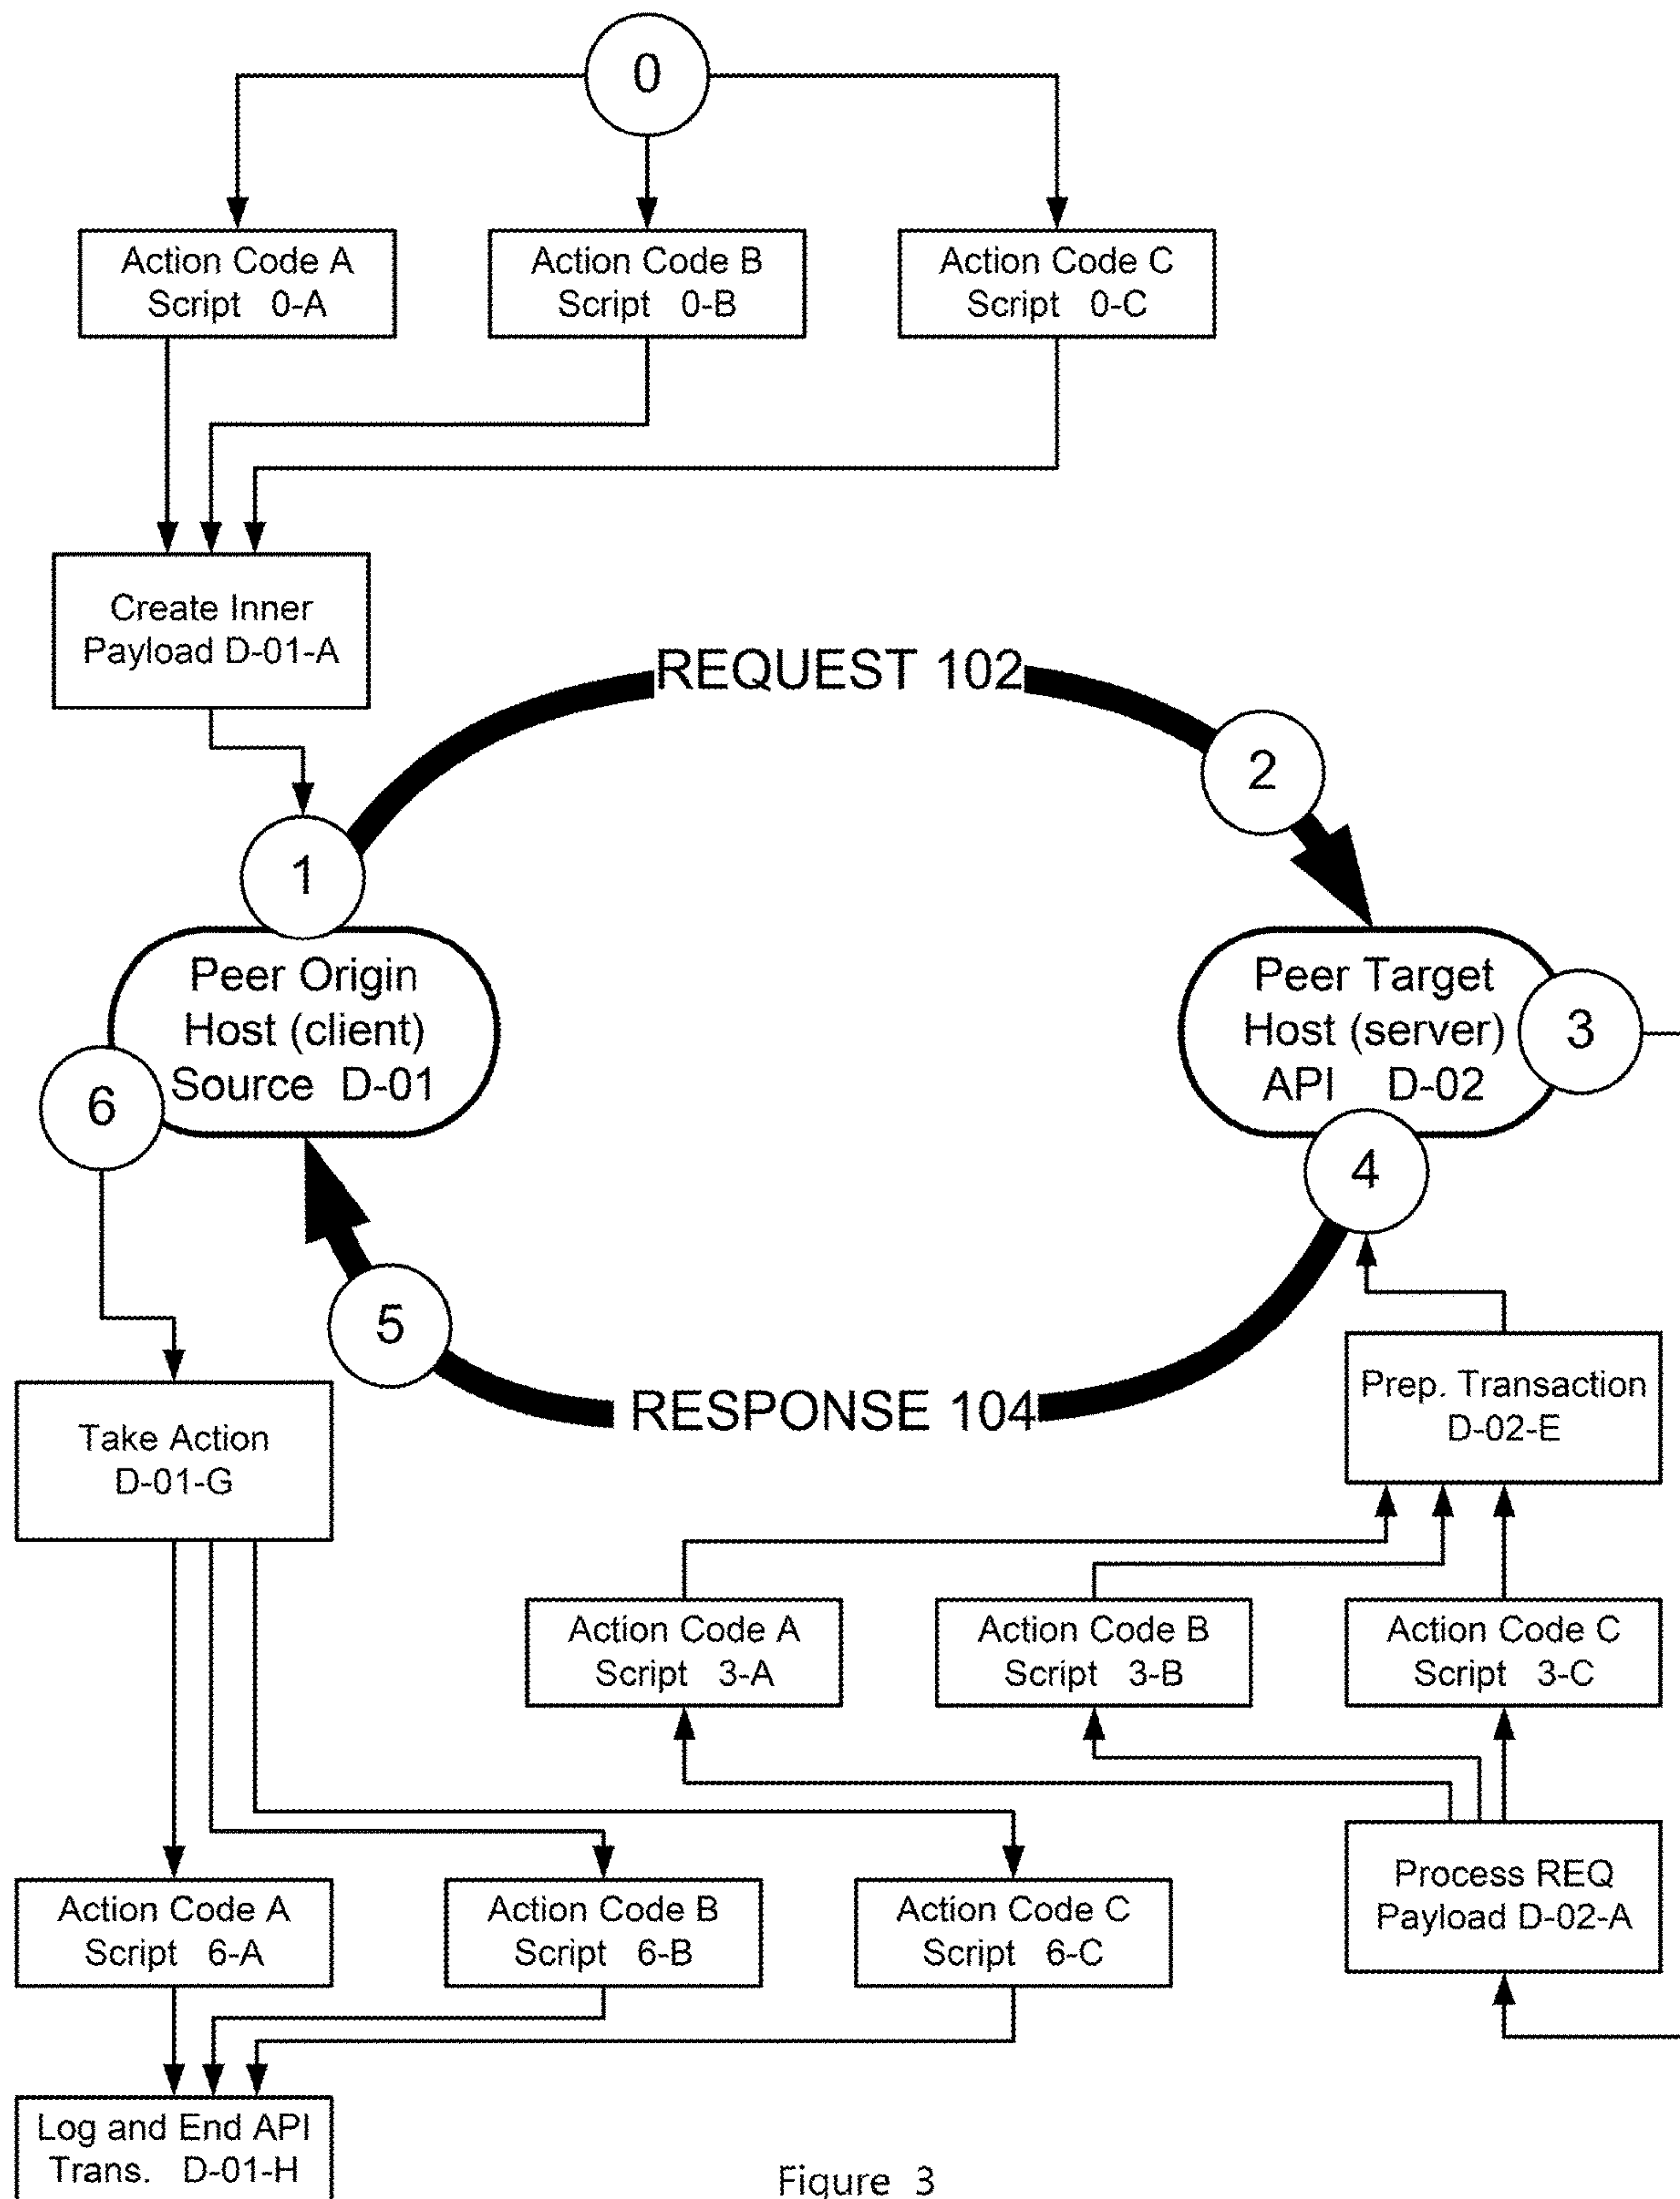 0
Action Code A
Script 0-A
Action Code B
Script 0-B
Action Code C
Script 0-C
Create Inner
Payload D-01-A
REQUEST 102
2
1
Peer Origin
Host (client)
Source D-01
Peer Target
Host (server)
API D-02
3
6
4
5
RESPONSE 104
Take Action
D-01-G
Prep. Transaction
D-02-E
Action Code A
Script 3-A
Action Code B
Script 3-B
Action Code C
Script 3-C
Process REQ
Payload D-02-A
Action Code A
Script 6-A
Action Code B
Script 6-B
Action Code C
Script 6-C
Log and End API
Trans. D-01-H
Figure 3